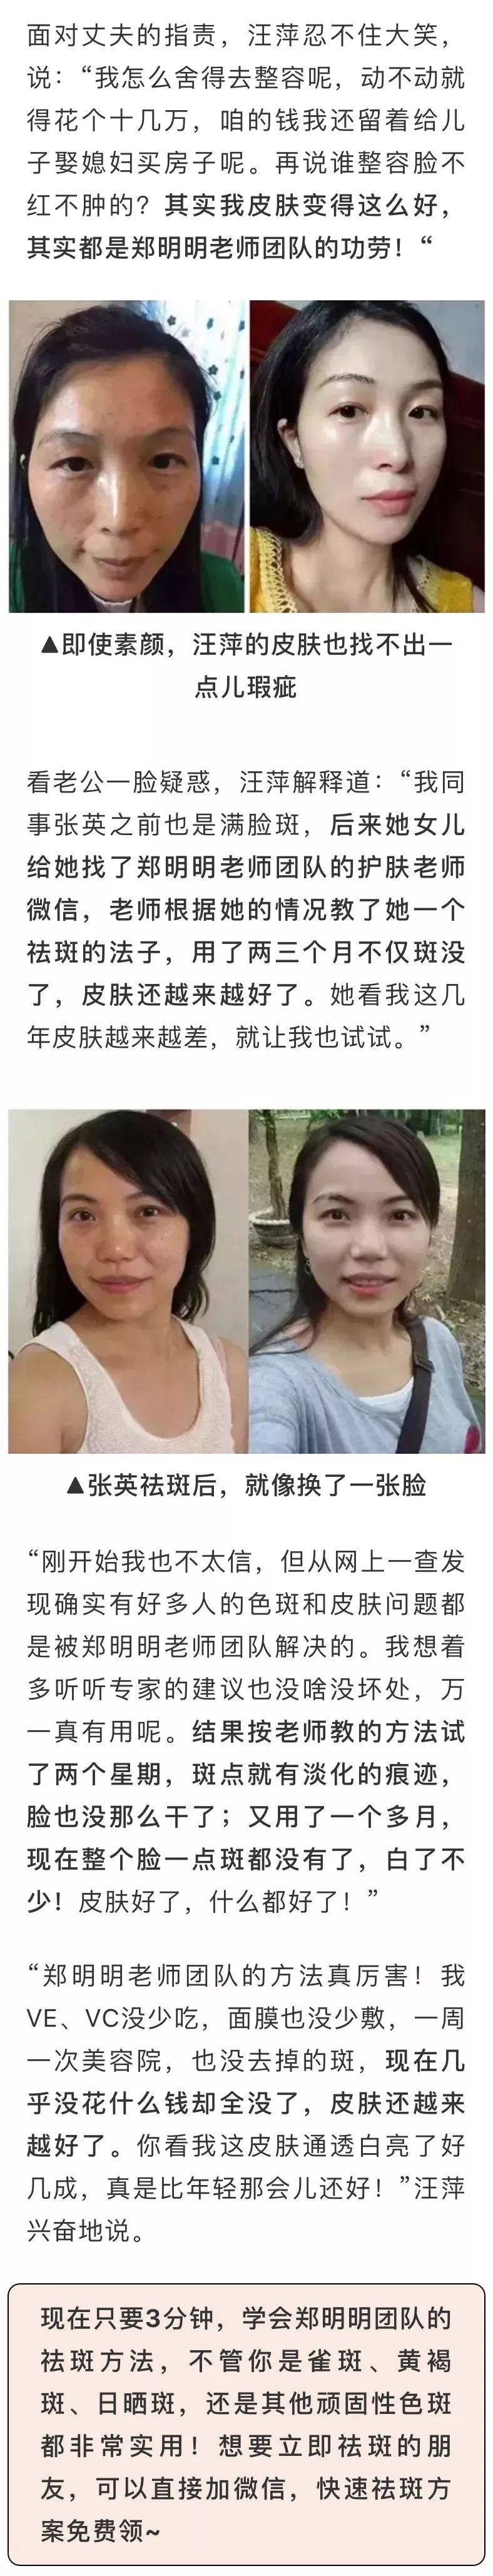 面对丈夫的指责，汪萍忍不住大笑，
说：“我怎么舍得去整容呢，动不动就
得花个十几万，咱的钱我还留着给儿
子娶媳妇买房子呢。再说谁整容脸不
红不肿的？其实我皮肤变得这么好，
其实都是郑明明老师团队的功劳！“
▲即使素颜，汪萍的皮肤也找不出一
点儿瑕疵
看老公一脸疑惑，汪萍解释道：“我同
事张英之前也是满脸斑，后来她女儿
给她找了郑明明老师团队的护肤老师
微信，老师根据她的情况教了她一个
祛斑的法子，用了两三个月不仅斑没
了，皮肤还越来越好了。她看我这几
年皮肤越来越差，就让我也试试。”
▲张英祛斑后，就像换了一张脸
“刚开始我也不太信，但从网上一查发
现确实有好多人的色斑和皮肤问题都
是被郑明明老师团队解决的。我想着
多听听专家的建议也没啥没坏处，万
一真有用呢。结果按老师教的方法试
了两个星期，斑点就有淡化的痕迹，
脸也没那么干了；又用了一个多月，
现在整个脸一点斑都没有了，白了不
少！皮肤好了，什么都好了！”
“郑明明老师团队的方法真厉害！我
VE、VC没少吃，面膜也没少敷，一周
一次美容院，也没去掉的斑，现在几
乎没花什么钱却全没了，皮肤还越来
越好了。你看我这皮肤通透白亮了好
几成，真是比年轻那会儿还好！”汪萍
兴奋地说。
现在只要3分钟，学会郑明明团队的
祛斑方法，不管你是雀斑、黄褐
斑、日晒斑，还是其他顽固性色斑
都非常实用！想要立即祛斑的朋
友，可以直接加微信，快速祛斑方
案免费领~